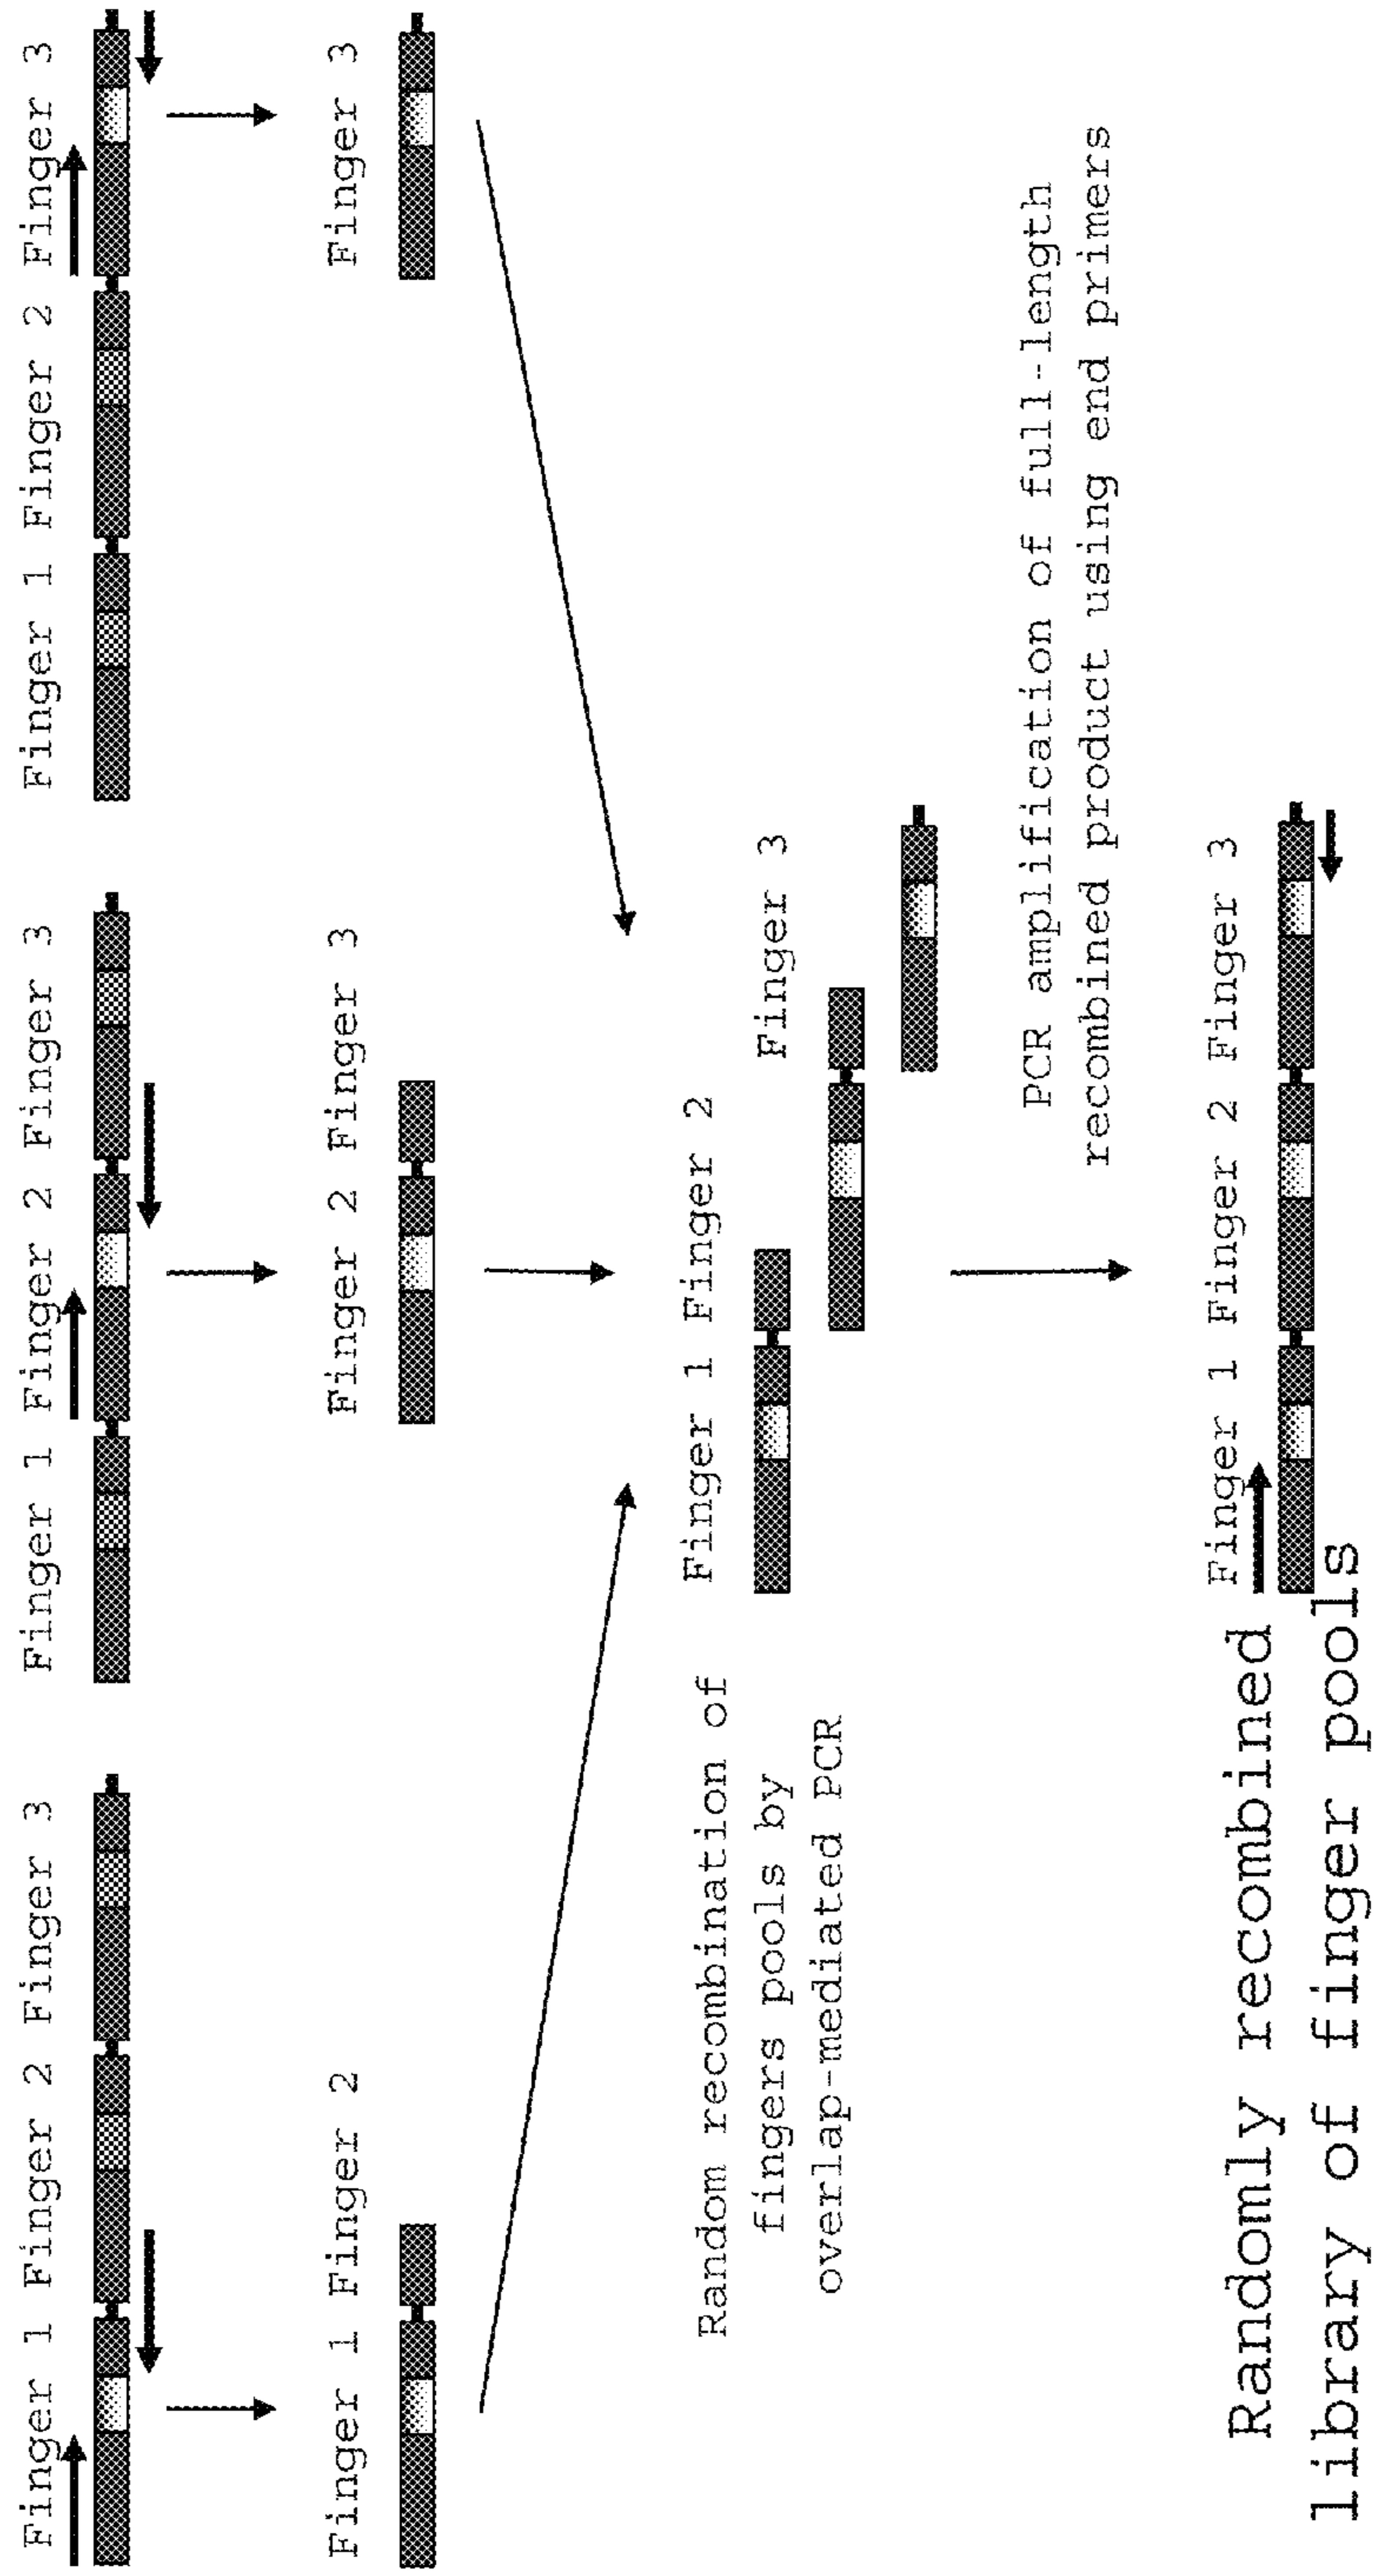 Finger 1 Finger 2 Finger 3
Finger 1 Finger 2 Finger 3
Finger 1 Finger 2 Finger 3
Finger 1 Finger 2
Finger 2 Finger 3
Finger 3
Random recombination of
fingers pools by
overlap-mediated PCR
Finger 1 Finger 2
Finger 3
PCR amplification of full-length
recombined product using end primers
Finger 1 Finger 2 Finger 3
Randomly recombined
library of finger pools